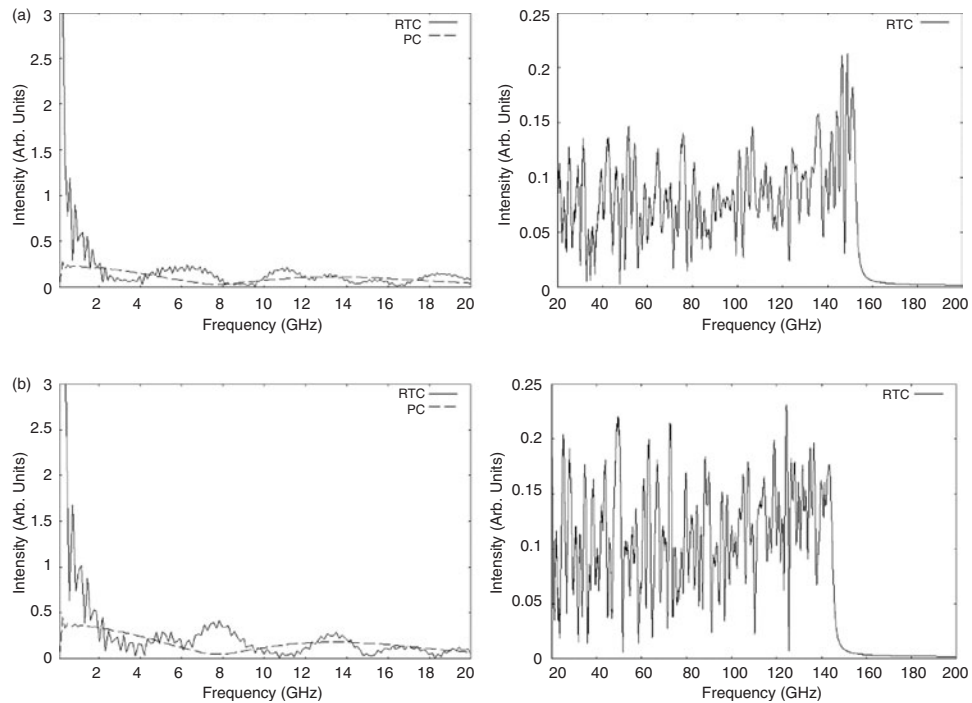 (a)
3
2.5
2
1.5
1
0.5
0
Intensity (Arb. Units)
RTC
PC
2 4 6 8 10 12 14 16 18 20
Frequency (GHz)
0.25
0.2
0.15
0.1
0.05
0
Intensity (Arb. Units)
RTC
20 40 60 80 100 120 140 160 180 200
Frequency (GHz)
(b)
3
2.5
2
1.5
1
0.5
0
Intensity (Arb. Units)
RTC
PC
2 4 6 8 10 12 14 16 18 20
Frequency (GHz)
0.25
0.2
0.15
0.1
0.05
0
Intensity (Arb. Units)
RTC
20 40 60 80 100 120 140 160 180 200
Frequency (GHz)